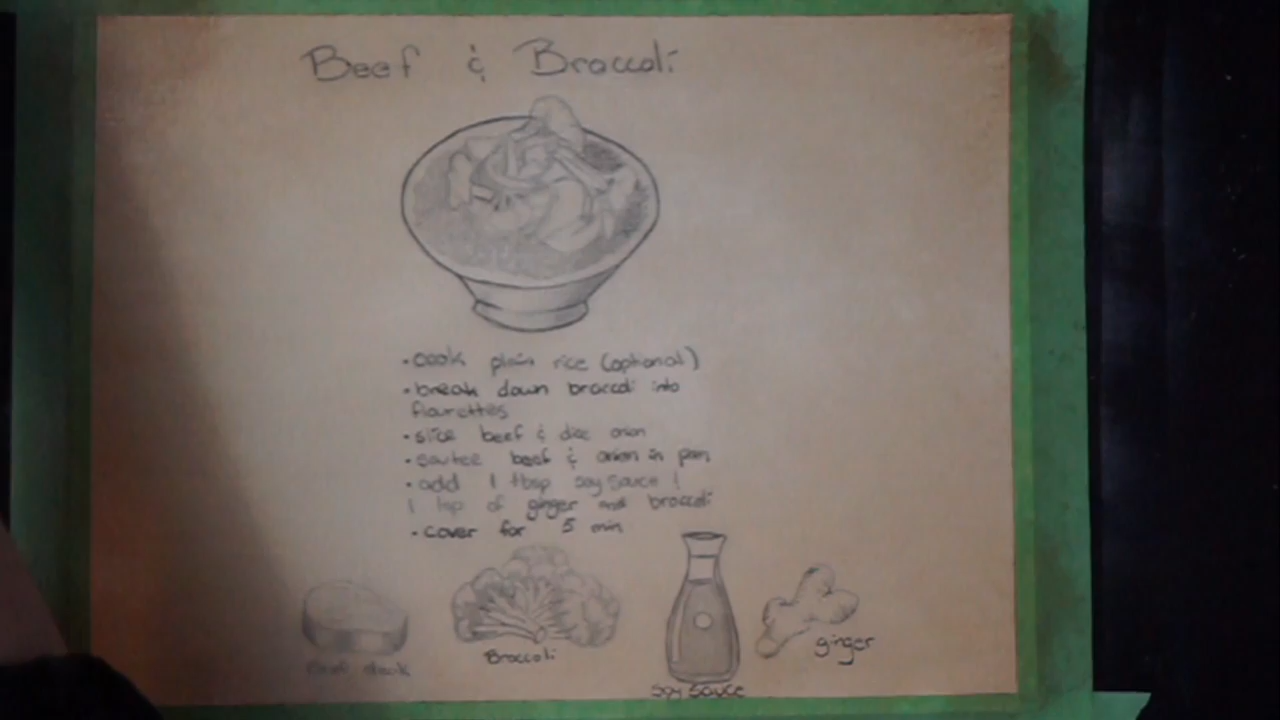 Beef & Broccoli
• cook plain rice (optional)
• break down broccoli into
flourettes
• slice beef & dice onion
• sautee beef & onion in pan
• add 1 tbsp soy sauce &
1 tsp of ginger and broccoli
• cover for 5 min
Broccoli
ginger
Beef steak
Soy Sauce